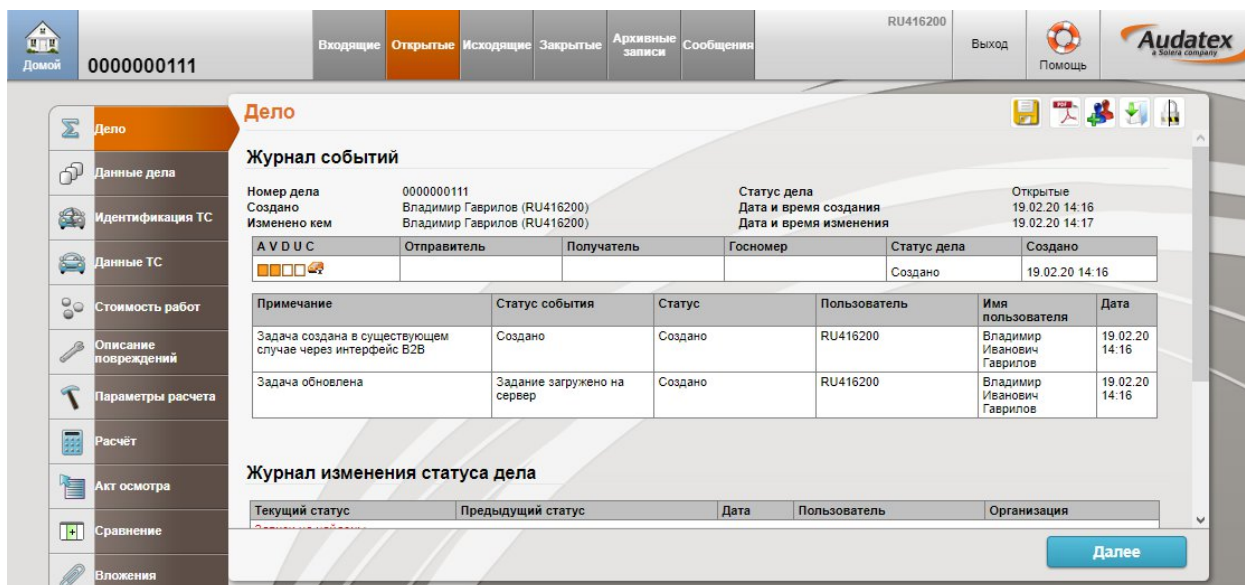 RU416200
Входящие Открытые Исходящие Закрытые Архивные записи Сообщения
Выход
Помощь
Audatex
a Solera company
Домой
0000000111
Дело
Данные дела
Идентификация ТС
Данные ТС
Стоимость работ
Описание
повреждений
Параметры расчета
Расчёт
Акт осмотра
Сравнение
Вложения
Дело
PDF
Журнал событий
Номер дела 0000000111 Статус дела Открытые
Создано Владимир Гаврилов (RU416200) Дата и время создания 19.02.20 14:16
Изменено кем Владимир Гаврилов (RU416200) Дата и время изменения 19.02.20 14:17
A V D U C Отправитель Получатель Госномер Статус дела Создано
Создано 19.02.20 14:16
Примечание Статус события Статус Пользователь Имя пользователя Дата
Задача создана в существующем случае через интерфейс B2B Создано Создано RU416200 Владимир Иванович Гаврилов 19.02.20 14:16
Задача обновлена Задание загружено на сервер Создано RU416200 Владимир Иванович Гаврилов 19.02.20 14:16
Журнал изменения статуса дела
Текущий статус Предыдущий статус Дата Пользователь Организация
Далее